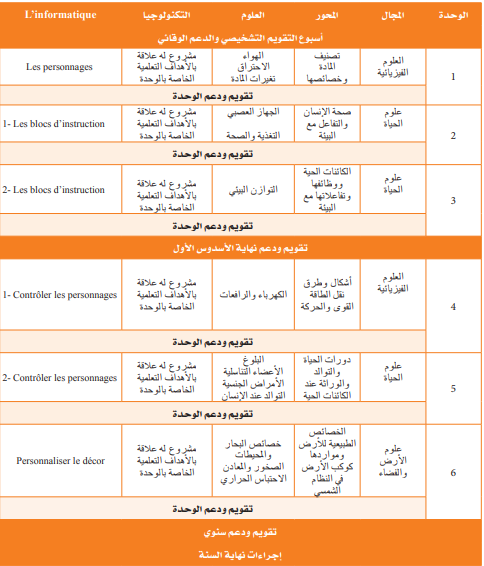 الوحدة المجال المحور العلوم التكنولوجيا L'informatique
أسبوع التقويم التشخيصي والدعم الوقائي
1
العلوم
الفيزيائية
تصنيف
المادة
وخصائصها
الهواء
الاحتراق
تغيرات المادة
مشروع له علاقة
بالأهداف التعلمية
الخاصة بالوحدة
Les personnages
تقويم ودعم الوحدة
2
علوم
الحياة
صحة الإنسان
والتفاعل مع
البيئة
الجهاز العصبي
التغذية والصحة
مشروع له علاقة
بالأهداف التعلمية
الخاصة بالوحدة
1- Les blocs d'instruction
تقويم ودعم الوحدة
3
علوم
الحياة
الكائنات الحية
ووظائفها
وتفاعلاتها مع
البيئة
التوازن البيئي
مشروع له علاقة
بالأهداف التعلمية
الخاصة بالوحدة
2- Les blocs d'instruction
تقويم ودعم الوحدة
تقويم ودعم نهاية الأسدوس الأول
4
العلوم
الفيزيائية
أشكال وطرق
نقل الطاقة
القوى والحركة
الكهرباء والرافعات
مشروع له علاقة
بالأهداف التعلمية
الخاصة بالوحدة
1- Contrôler les personnages
تقويم ودعم الوحدة
5
علوم
الحياة
دورات الحياة
والتوالد
والوراثة عند
الكائنات الحية
البلوغ
الأعضاء التناسلية
الأمراض الجنسية
التوالد عند الإنسان
مشروع له علاقة
بالأهداف التعلمية
الخاصة بالوحدة
2- Contrôler les personnages
تقويم ودعم الوحدة
6
علوم
الأرض
والفضاء
الخصائص
الطبيعية للأرض
ومواردها
كوكب الأرض
في النظام
الشمسي
خصائص البحار
والمحيطات
الصخور والمعادن
الاحتباس الحراري
مشروع له علاقة
بالأهداف التعلمية
الخاصة بالوحدة
Personnaliser le décor
تقويم ودعم الوحدة
تقويم ودعم سنوي
إجراءات نهاية السنة